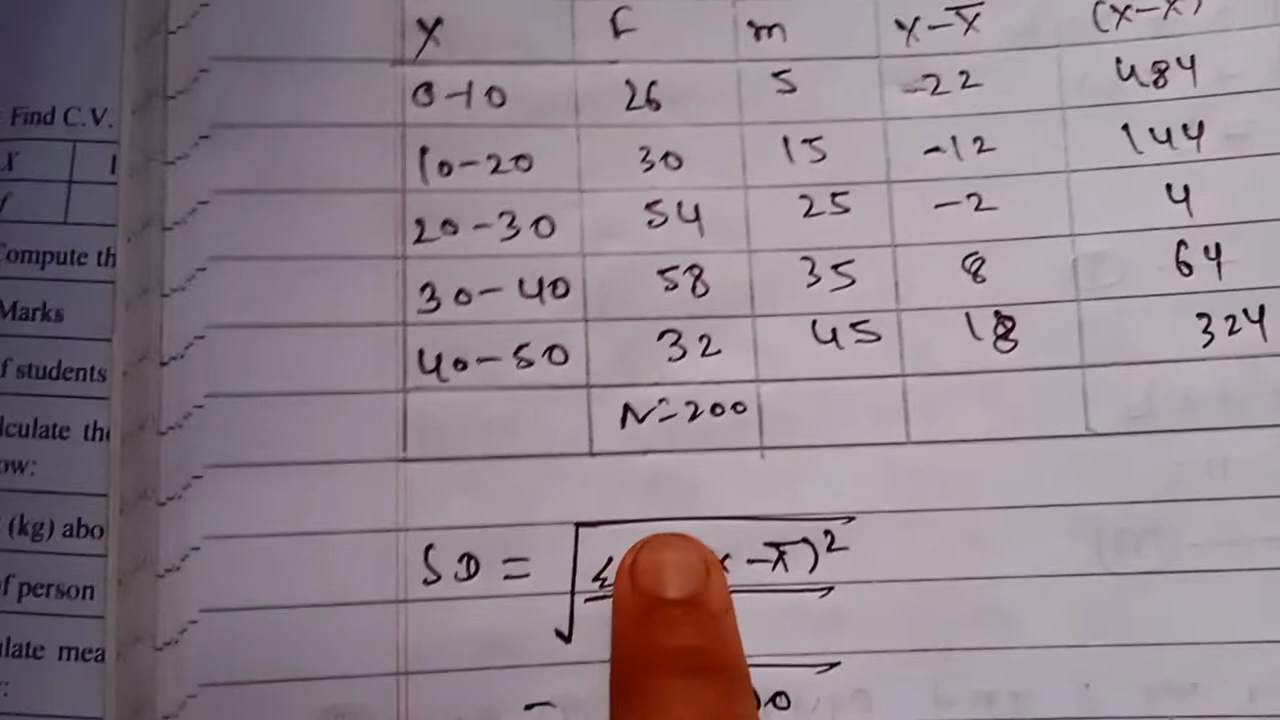 X F m X-X̅ (X-X̅)
0-10 26 5 -22 484
10-20 30 15 -12 144
20-30 54 25 -2 4
30-40 58 35 8 64
40-50 32 45 18 324
N=200
SD = √ Σ -X̅)²
=
Find C.V.
X
f
Compute th
Marks
f students
lculate the
ow:
(kg) abo
f person
late mea
: